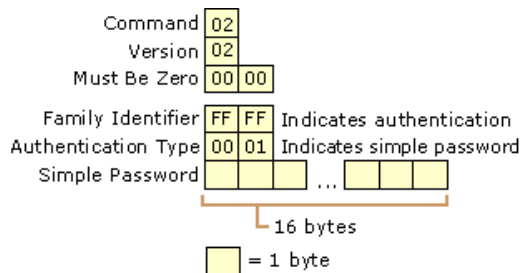 Command 02
Version 02
Must Be Zero 00 00
Family Identifier FF FF Indicates authentication
Authentication Type 00 01 Indicates simple password
Simple Password ...
16 bytes
= 1 byte